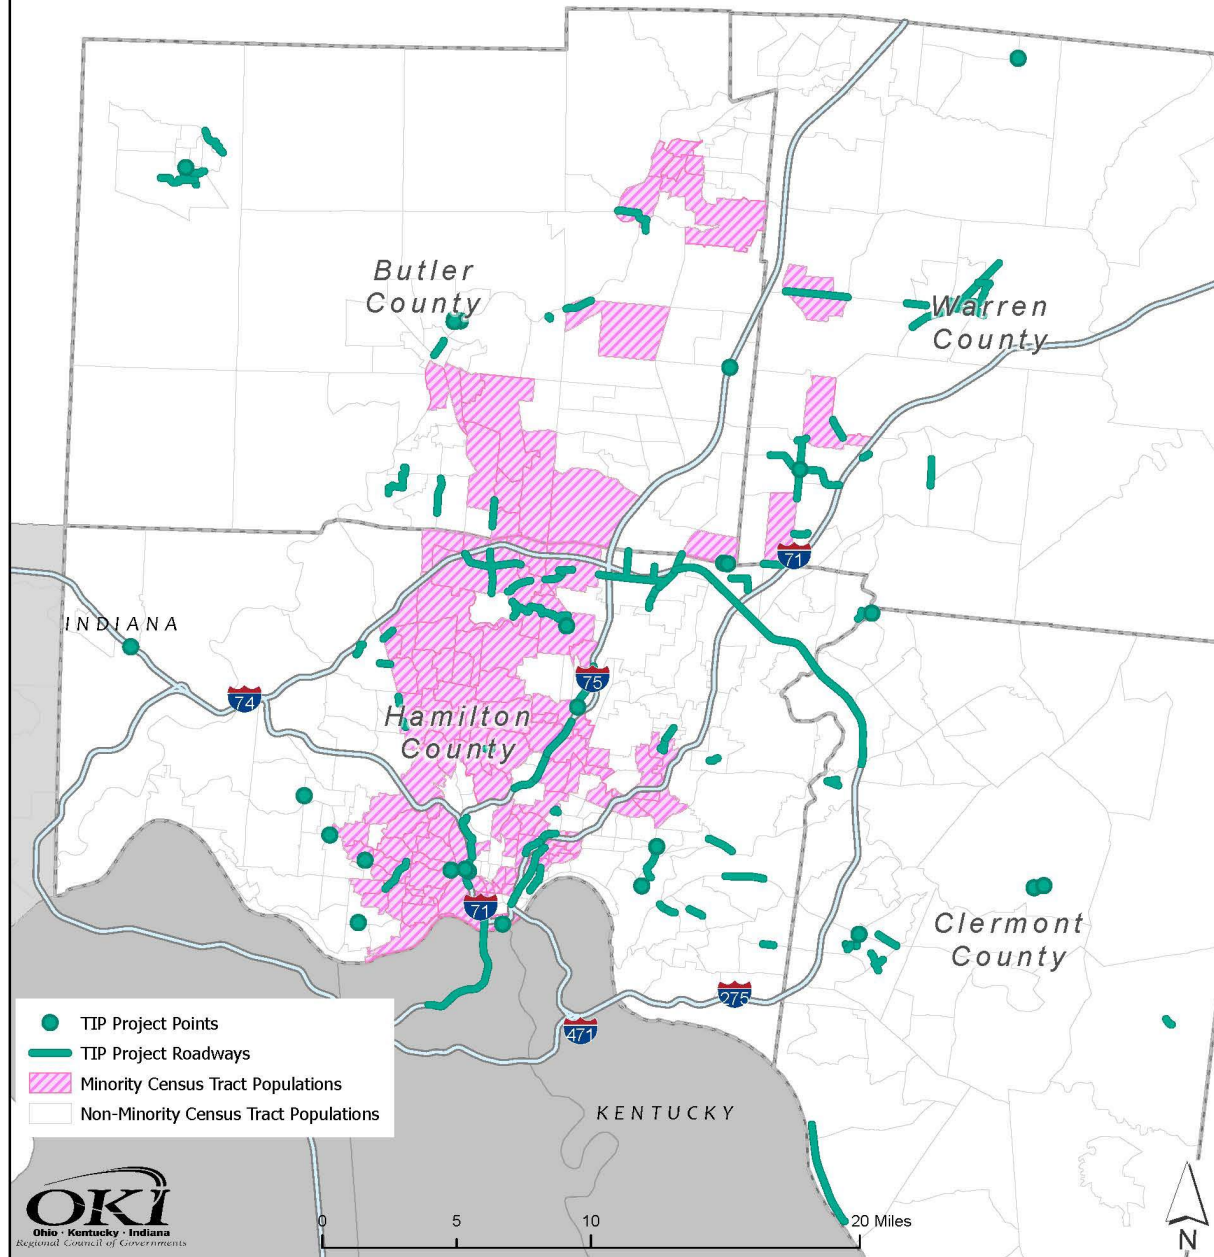 Butler
County
Warren
County
71
INDIANA
75
74
Hamilton
County
71
Clermont
County
275
471
TIP Project Points
TIP Project Roadways
Minority Census Tract Populations
Non-Minority Census Tract Populations
KENTUCKY
OKI
Ohio · Kentucky · Indiana
Regional Council of Governments
0 5 10 20 Miles
N